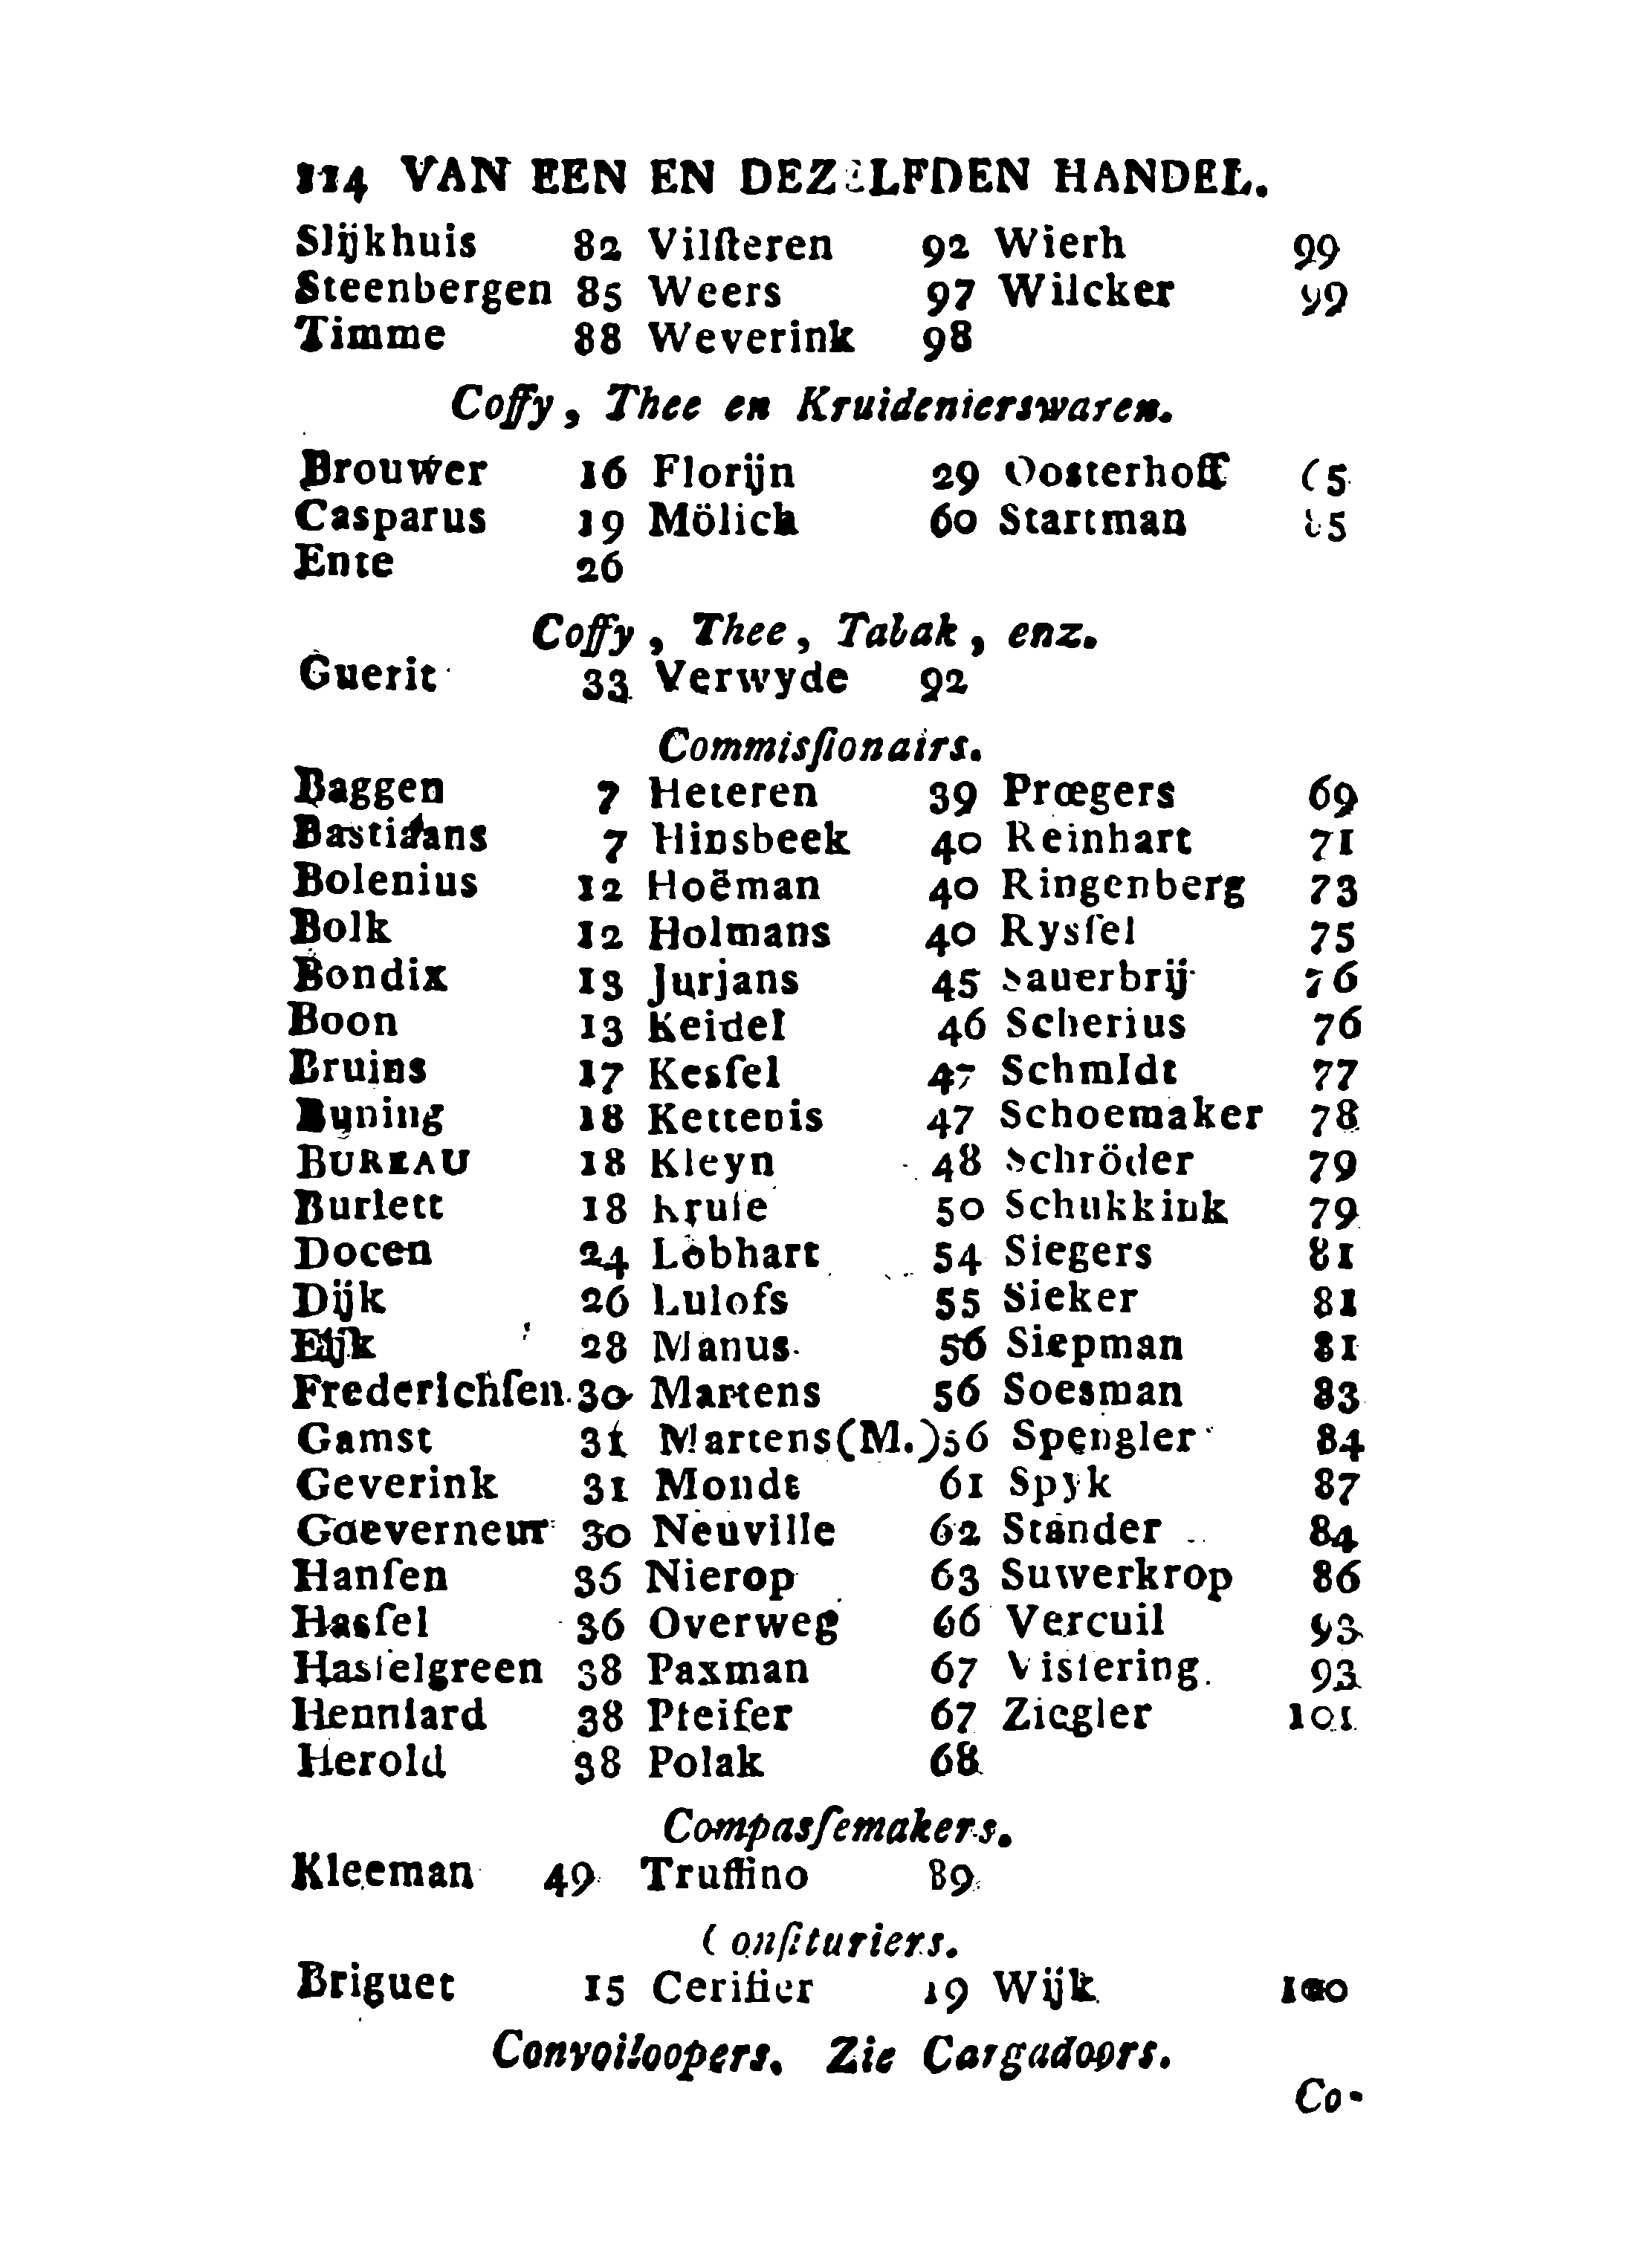 114 VAN EEN EN DEZELFDEN HANDEL.
Slijkhuis 82 Vilſteren 92 Wierh 99
Steenbergen 85 Weers 97 Wilcker 99
Timme 88 Weverink 98
Coffy, Thee en Kruidenierswaren.
Brouwer 16 Florijn 29 Oosterhoff 65
Casparus 19 Mölich 60 Startman 85
Ente 26
Coffy, Thee, Tabak, enz.
Guerit 33 Verwyde 92
Commisſionairs.
Baggen 7 Heteren 39 Prœgers 69
Bastiaans 7 Hinsbeek 40 Reinhart 71
Bolenius 12 Hoëman 40 Ringenberg 73
Bolk 12 Holmans 40 Rysſel 75
Bondix 13 Jurjans 45 Sauerbrij 76
Boon 13 Keidel 46 Scherius 76
Bruins 17 Kesſel 47 Schmidt 77
Buning 18 Kettenis 47 Schoemaker 78
BUREAU 18 Kleyn 48 Schröder 79
Burlett 18 Kruſe 50 Schukkink 79
Docen 24 Lobhart 54 Siegers 81
Dijk 26 Lulofs 55 Sieker 81
Eijk 28 Manus 56 Siepman 81
Frederichſen 30 Martens 56 Soesman 83
Gamst 31 Martens (M.) 56 Spengler 84
Geverink 31 Mondt 61 Spyk 87
Goeverneur 30 Neuville 62 Stander 84
Hanſen 36 Nierop 63 Suwerkrop 86
Hasſel 36 Overweg 66 Vercuil 93
Hasſelgreen 38 Paxman 67 Visſering 93
Henniard 38 Pfeifer 67 Ziegler 101
Herold 38 Polak 68
Compasſemakers.
Kleeman 49 Truffino 89
Confituriers.
Briguet 15 Cerifier 19 Wijk 100
Convoiloopers. Zie Cargadoors.
Co-